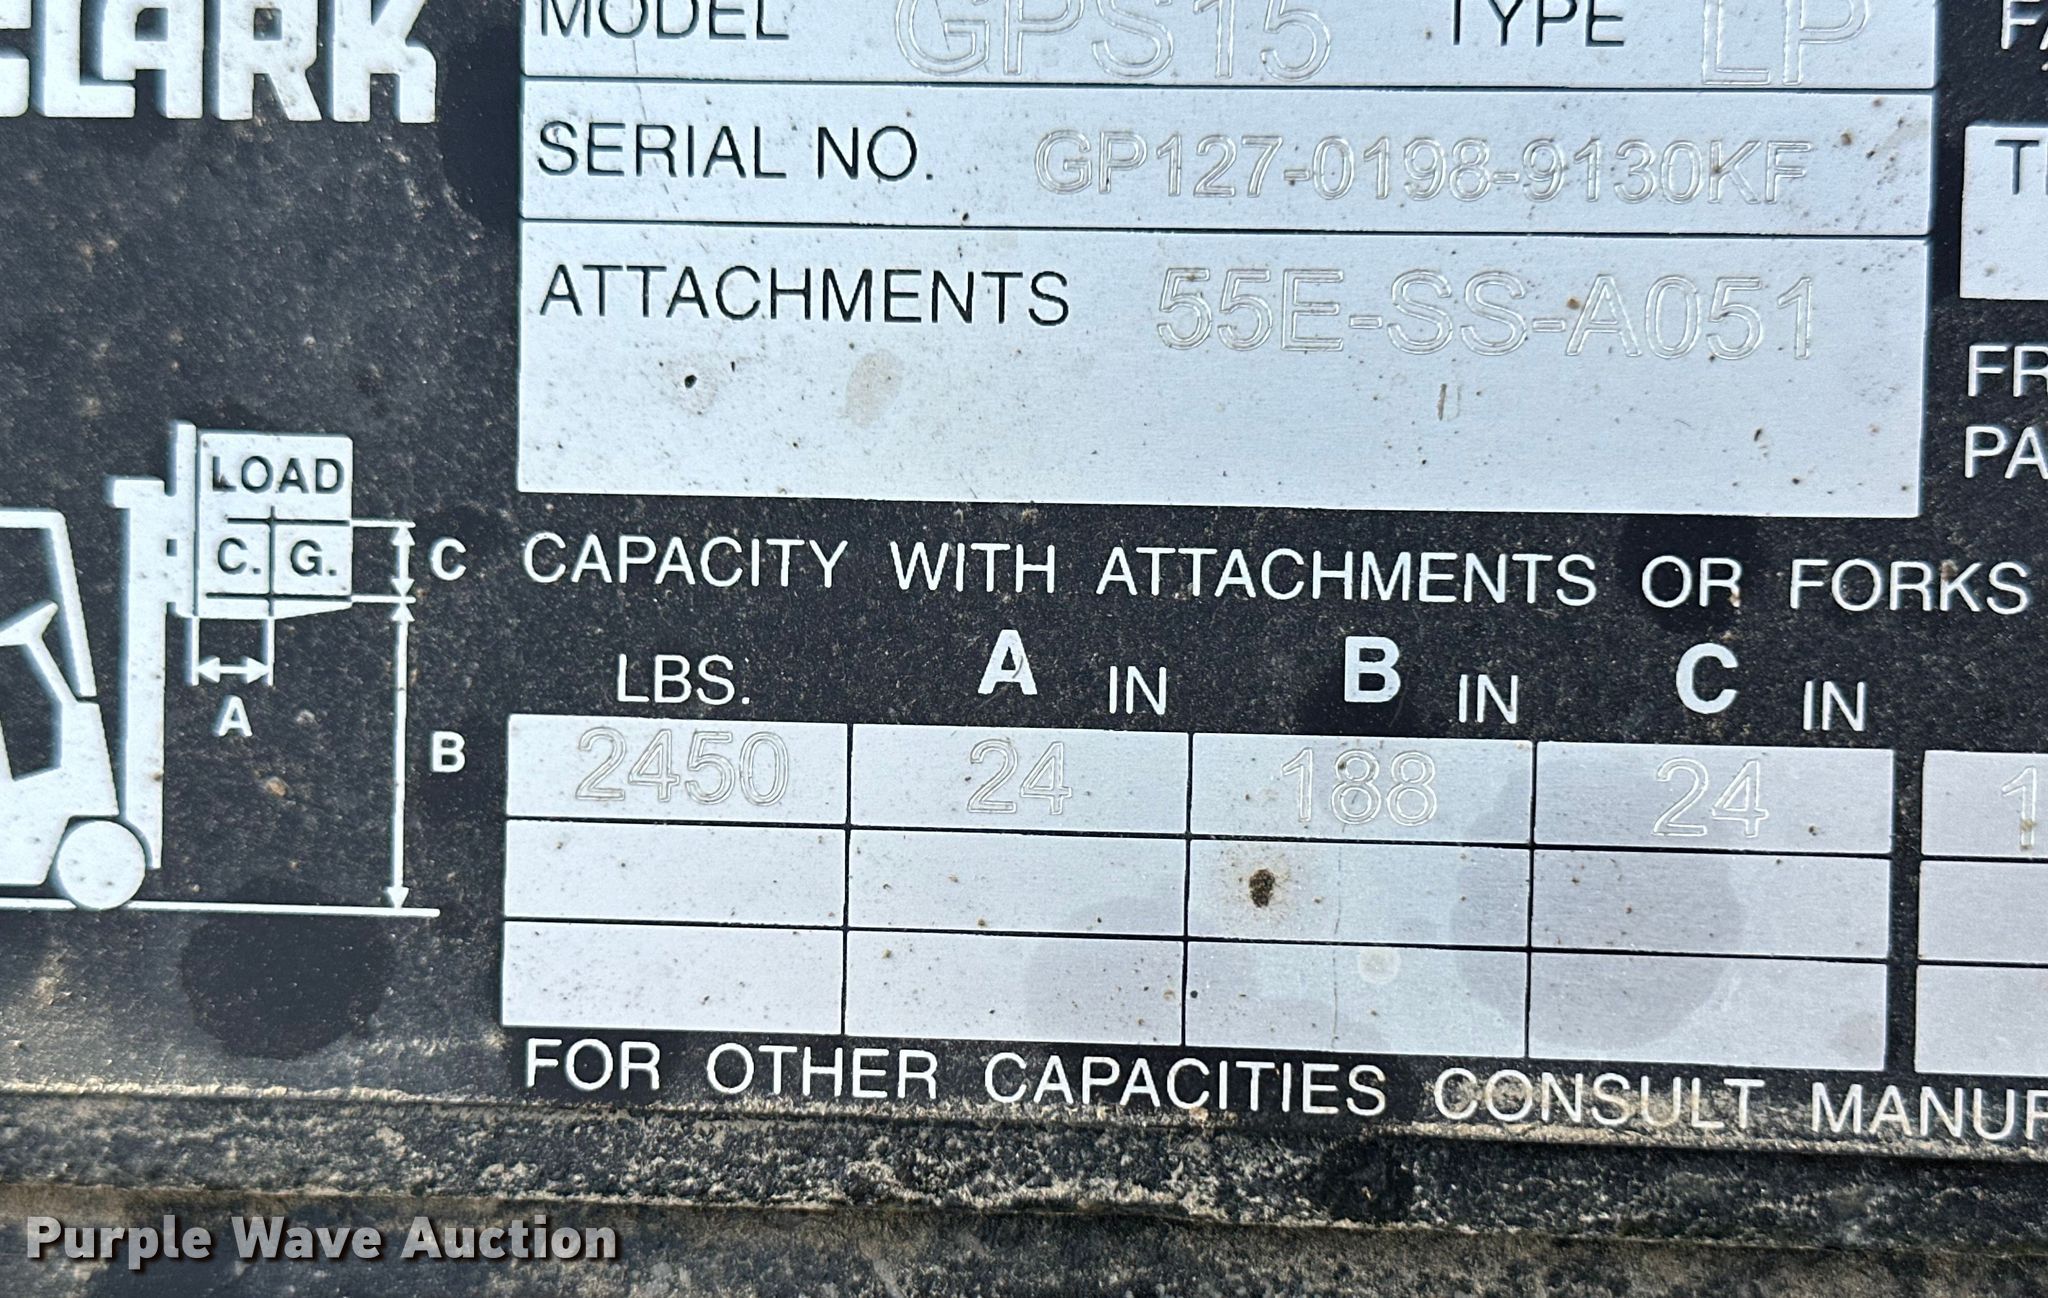 CLARK
MODEL GPS15 TYPE LP
SERIAL NO. GP127-0198-9130KF
ATTACHMENTS 55E-SS-A051
LOAD
C. G. C
A
B
CAPACITY WITH ATTACHMENTS OR FORKS
LBS. A IN B IN C IN
2450 24 188 24
FOR OTHER CAPACITIES CONSULT MANUF
Purple Wave Auction